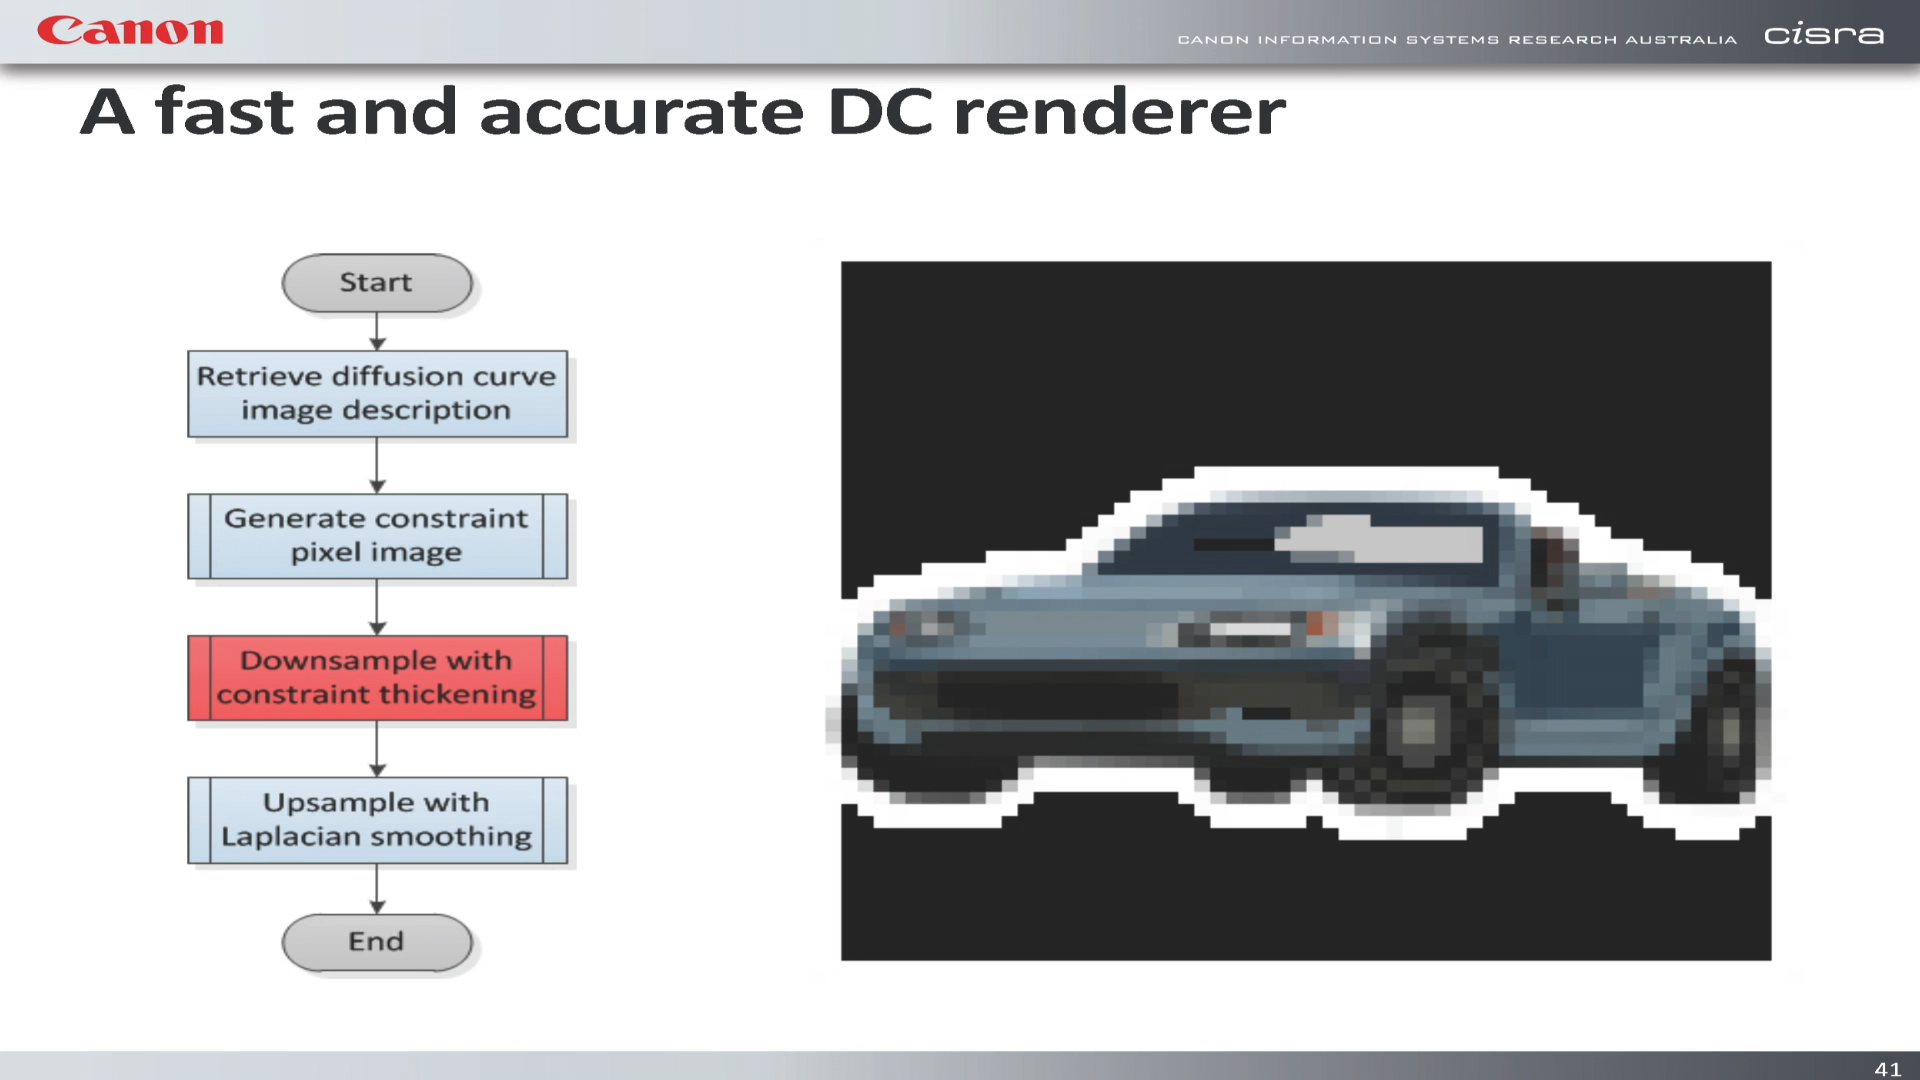 Canon
CANON INFORMATION SYSTEMS RESEARCH AUSTRALIA cisra
A fast and accurate DC renderer
Start
Retrieve diffusion curve
image description
Generate constraint
pixel image
Downsample with
constraint thickening
Upsample with
Laplacian smoothing
End
41